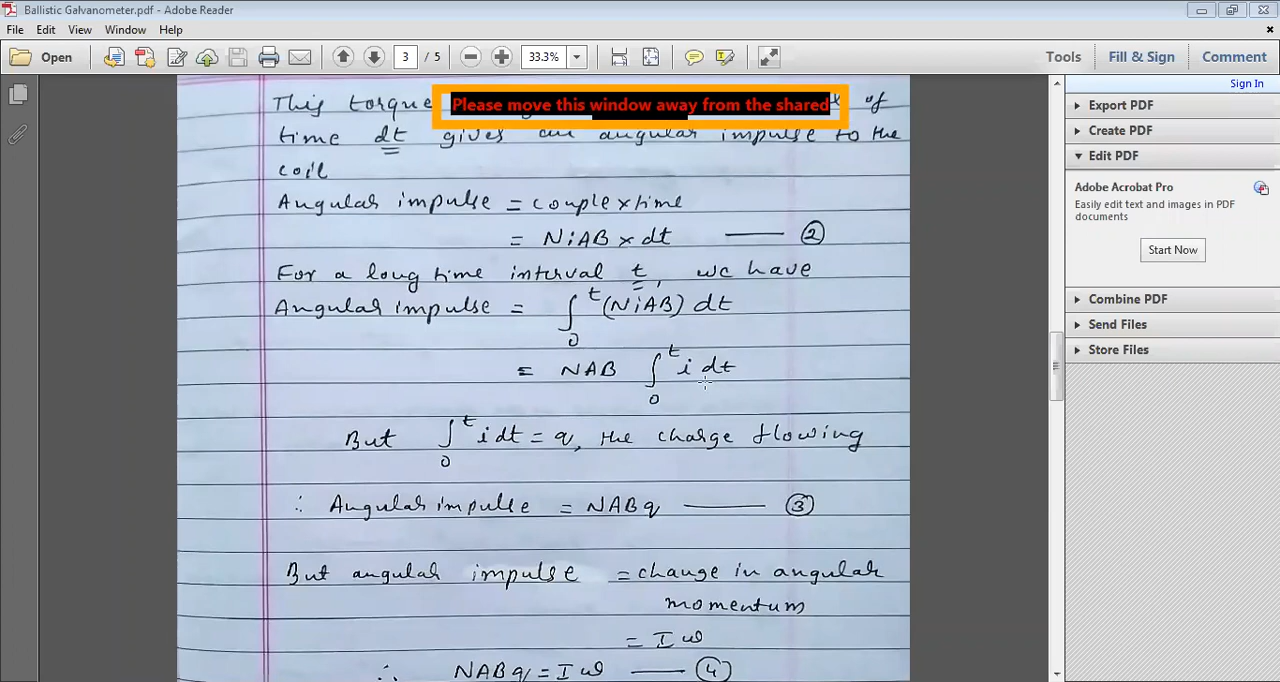 Ballistic Galvanometer.pdf - Adobe Reader
File Edit View Window Help
Open 3 / 5 33.3% Tools Fill & Sign Comment
Sign In
Export PDF
Create PDF
Edit PDF
Adobe Acrobat Pro
Easily edit text and images in PDF
documents
Start Now
Combine PDF
Send Files
Store Files
Please move this window away from the shared
This torque of
time dt gives an angular impulse to the
coil
Angular impulse = couple x time
= NiAB x dt —— ②
For a long time interval t, we have
Angular impulse = ∫₀ᵗ (NiAB) dt
= NAB ∫₀ᵗ i dt
But ∫₀ᵗ i dt = q, the charge flowing
∴ Angular impulse = NABq —— ③
But angular impulse = change in angular
momentum
= I ω
∴ NABq = I ω —— ④